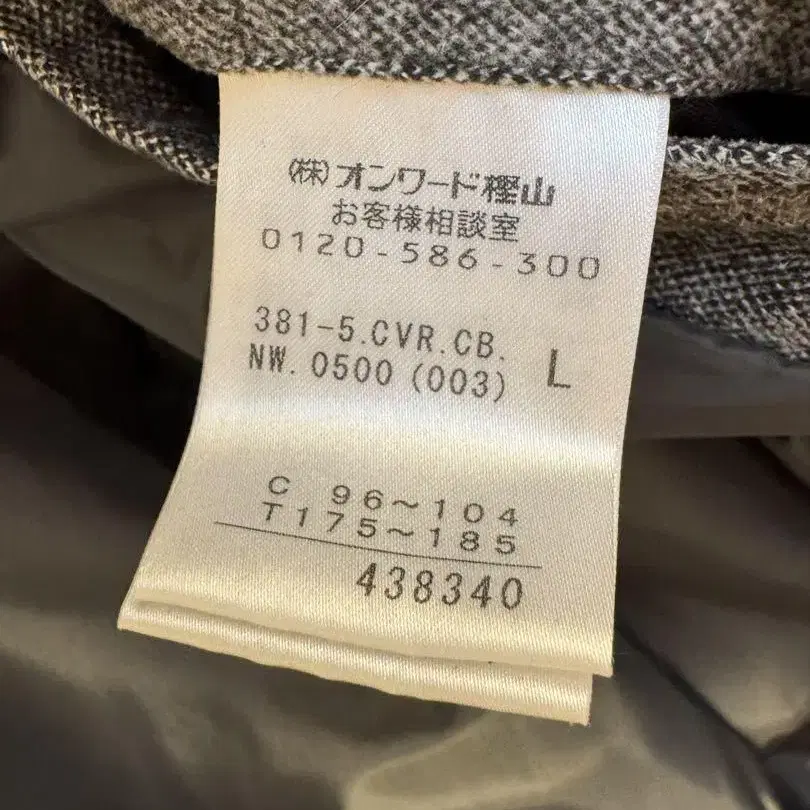 (株)オンワード樫山
お客様相談室
0120-586-300
381-5.CVR.CB. L
NW. 0500 (003)
C 96～104
T175～185
438340